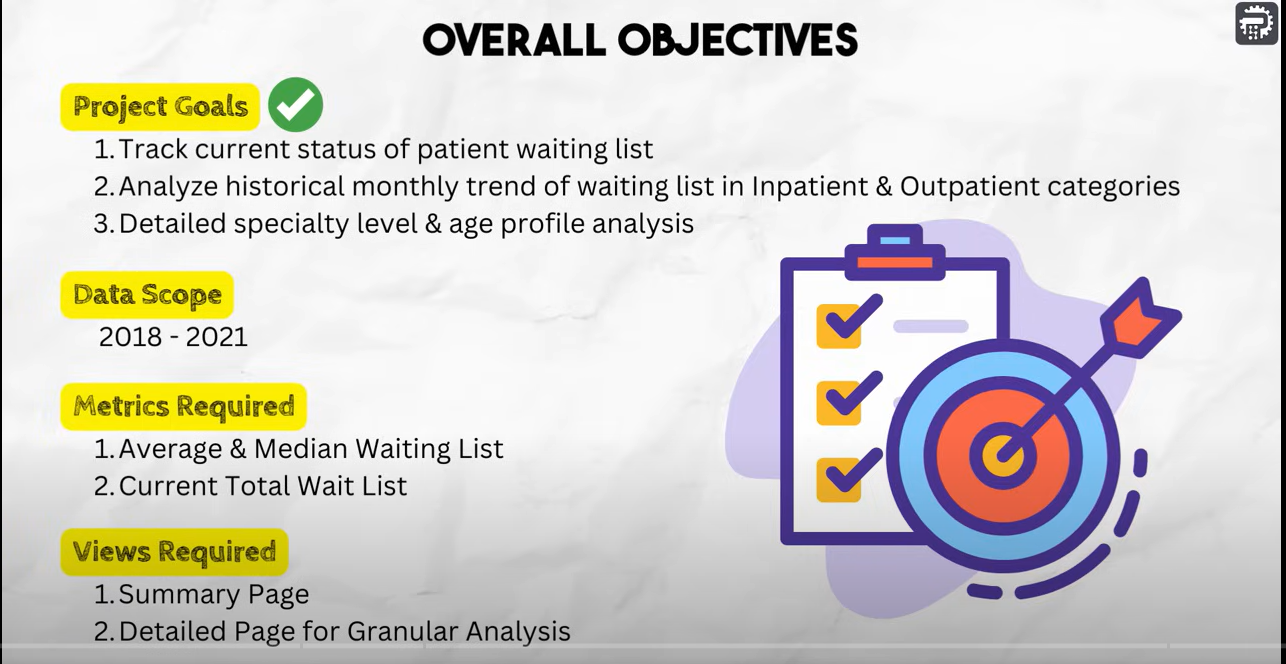 OVERALL OBJECTIVES
Project Goals
1. Track current status of patient waiting list
2. Analyze historical monthly trend of waiting list in Inpatient & Outpatient categories
3. Detailed specialty level & age profile analysis
Data Scope
2018 - 2021
Metrics Required
1. Average & Median Waiting List
2. Current Total Wait List
Views Required
1. Summary Page
2. Detailed Page for Granular Analysis